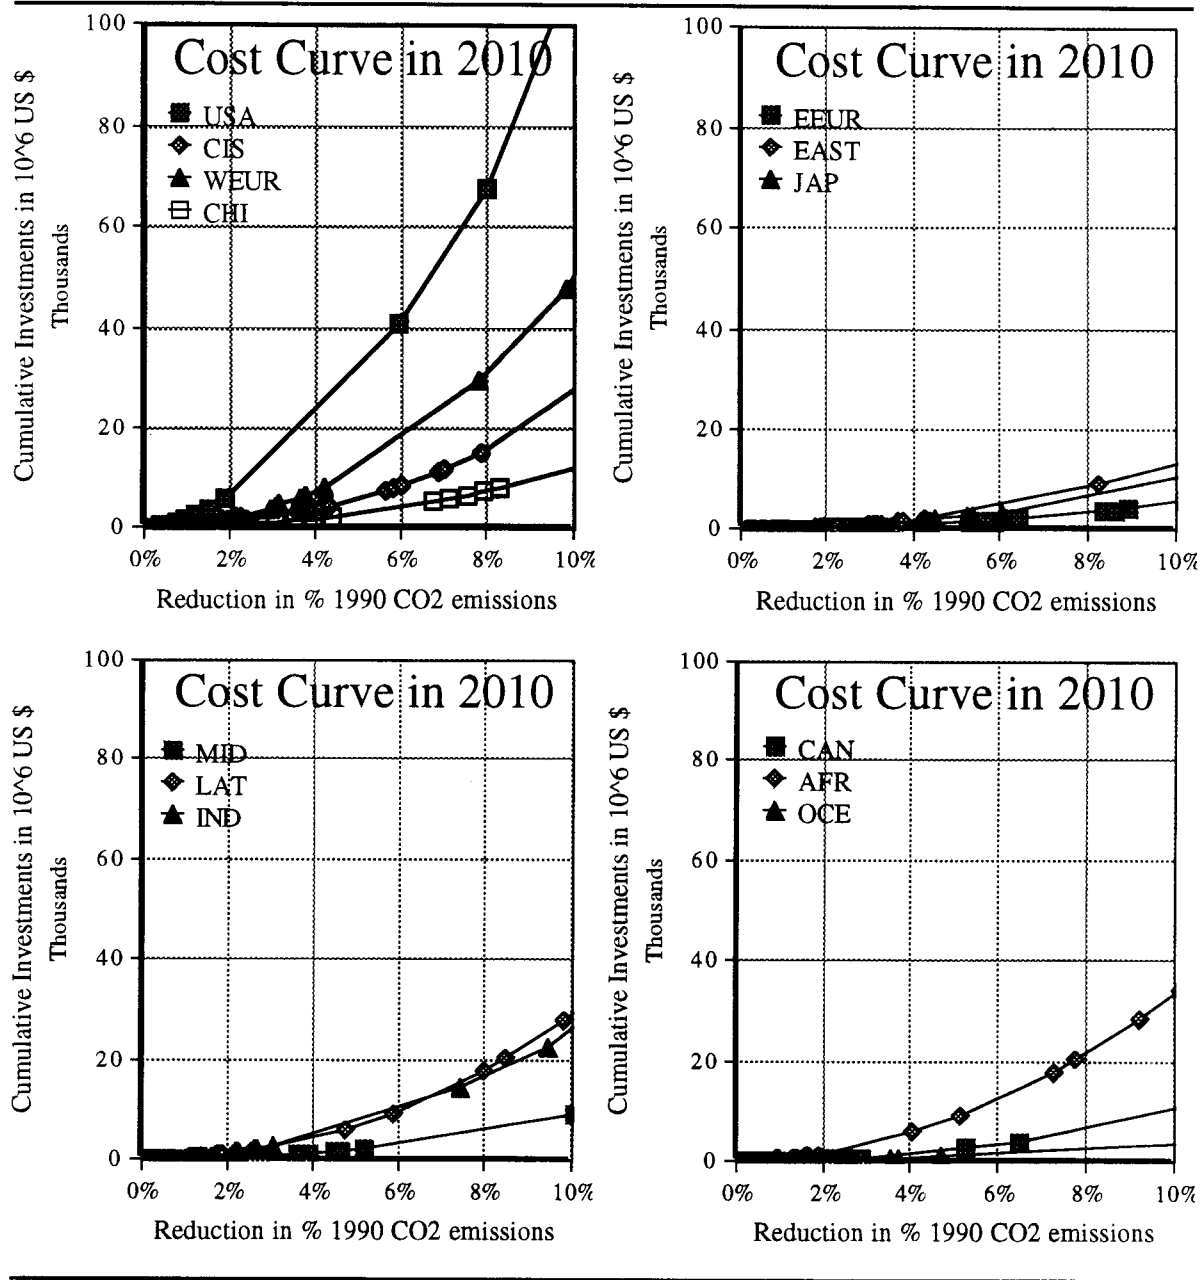 Cost Curve in 2010
USA
CIS
WEUR
CHI
Cumulative Investments in 10^6 US $
Thousands
100
80
60
40
20
0
0% 2% 4% 6% 8% 10%
Reduction in % 1990 CO2 emissions
Cost Curve in 2010
EEUR
EAST
JAP
Cumulative Investments in 10^6 US $
Thousands
100
80
60
40
20
0
0% 2% 4% 6% 8% 10%
Reduction in % 1990 CO2 emissions
Cost Curve in 2010
MID
LAT
IND
Cumulative Investments in 10^6 US $
Thousands
100
80
60
40
20
0
0% 2% 4% 6% 8% 10%
Reduction in % 1990 CO2 emissions
Cost Curve in 2010
CAN
AFR
OCE
Cumulative Investments in 10^6 US $
Thousands
100
80
60
40
20
0
0% 2% 4% 6% 8% 10%
Reduction in % 1990 CO2 emissions